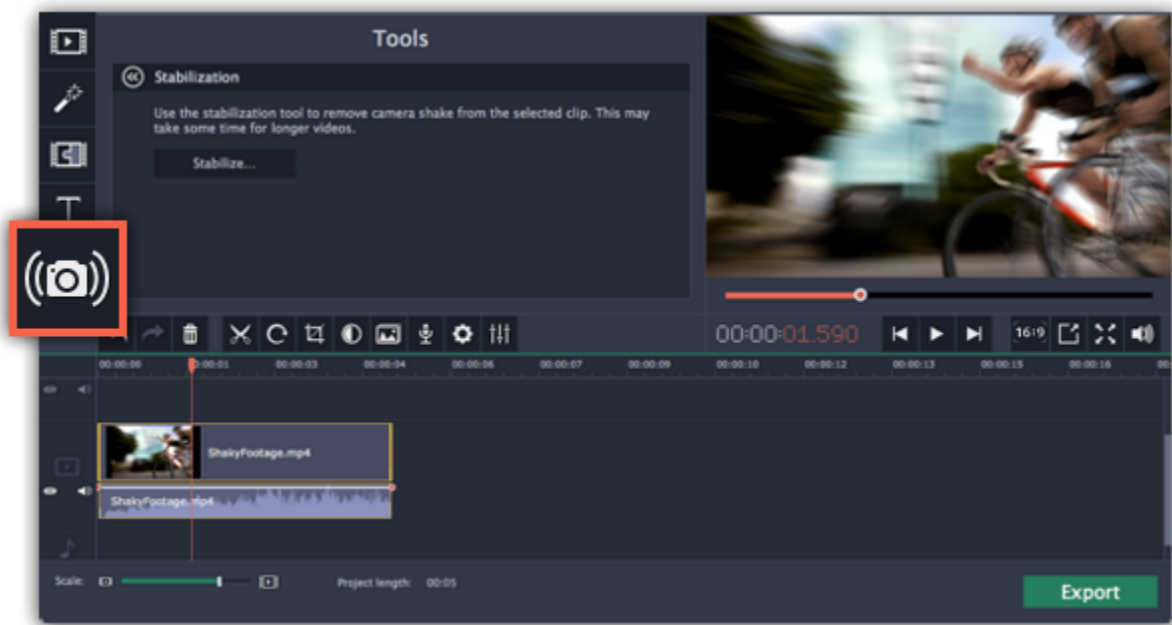 Tools
Stabilization
Use the stabilization tool to remove camera shake from the selected clip. This may
take some time for longer videos.
Stabilize...
T
00:00:01.590
16:9
00:00:00 00:00:01 00:00:03 00:00:04 00:00:06 00:00:07 00:00:09 00:00:10 00:00:12 00:00:13 00:00:15 00:00:16
ShakyFootage.mp4
ShakyFootage.mp4
Scale:
Project length: 00:05
Export